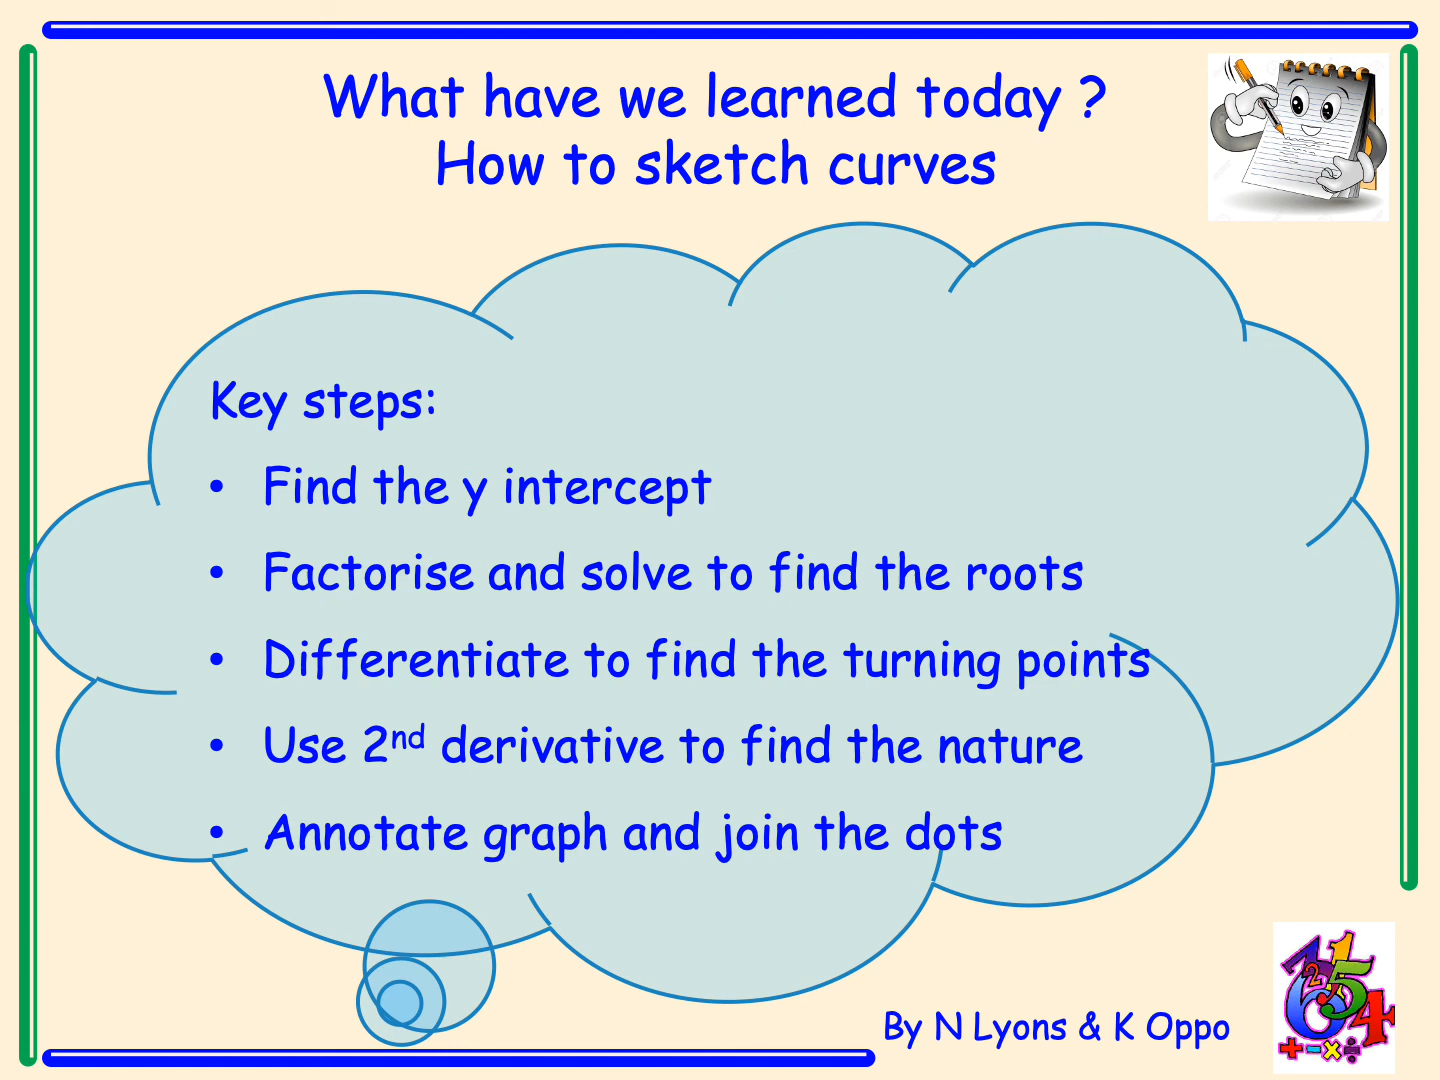 What have we learned today ?
How to sketch curves
Key steps:
• Find the y intercept
• Factorise and solve to find the roots
• Differentiate to find the turning points
• Use 2nd derivative to find the nature
• Annotate graph and join the dots
By N Lyons & K Oppo